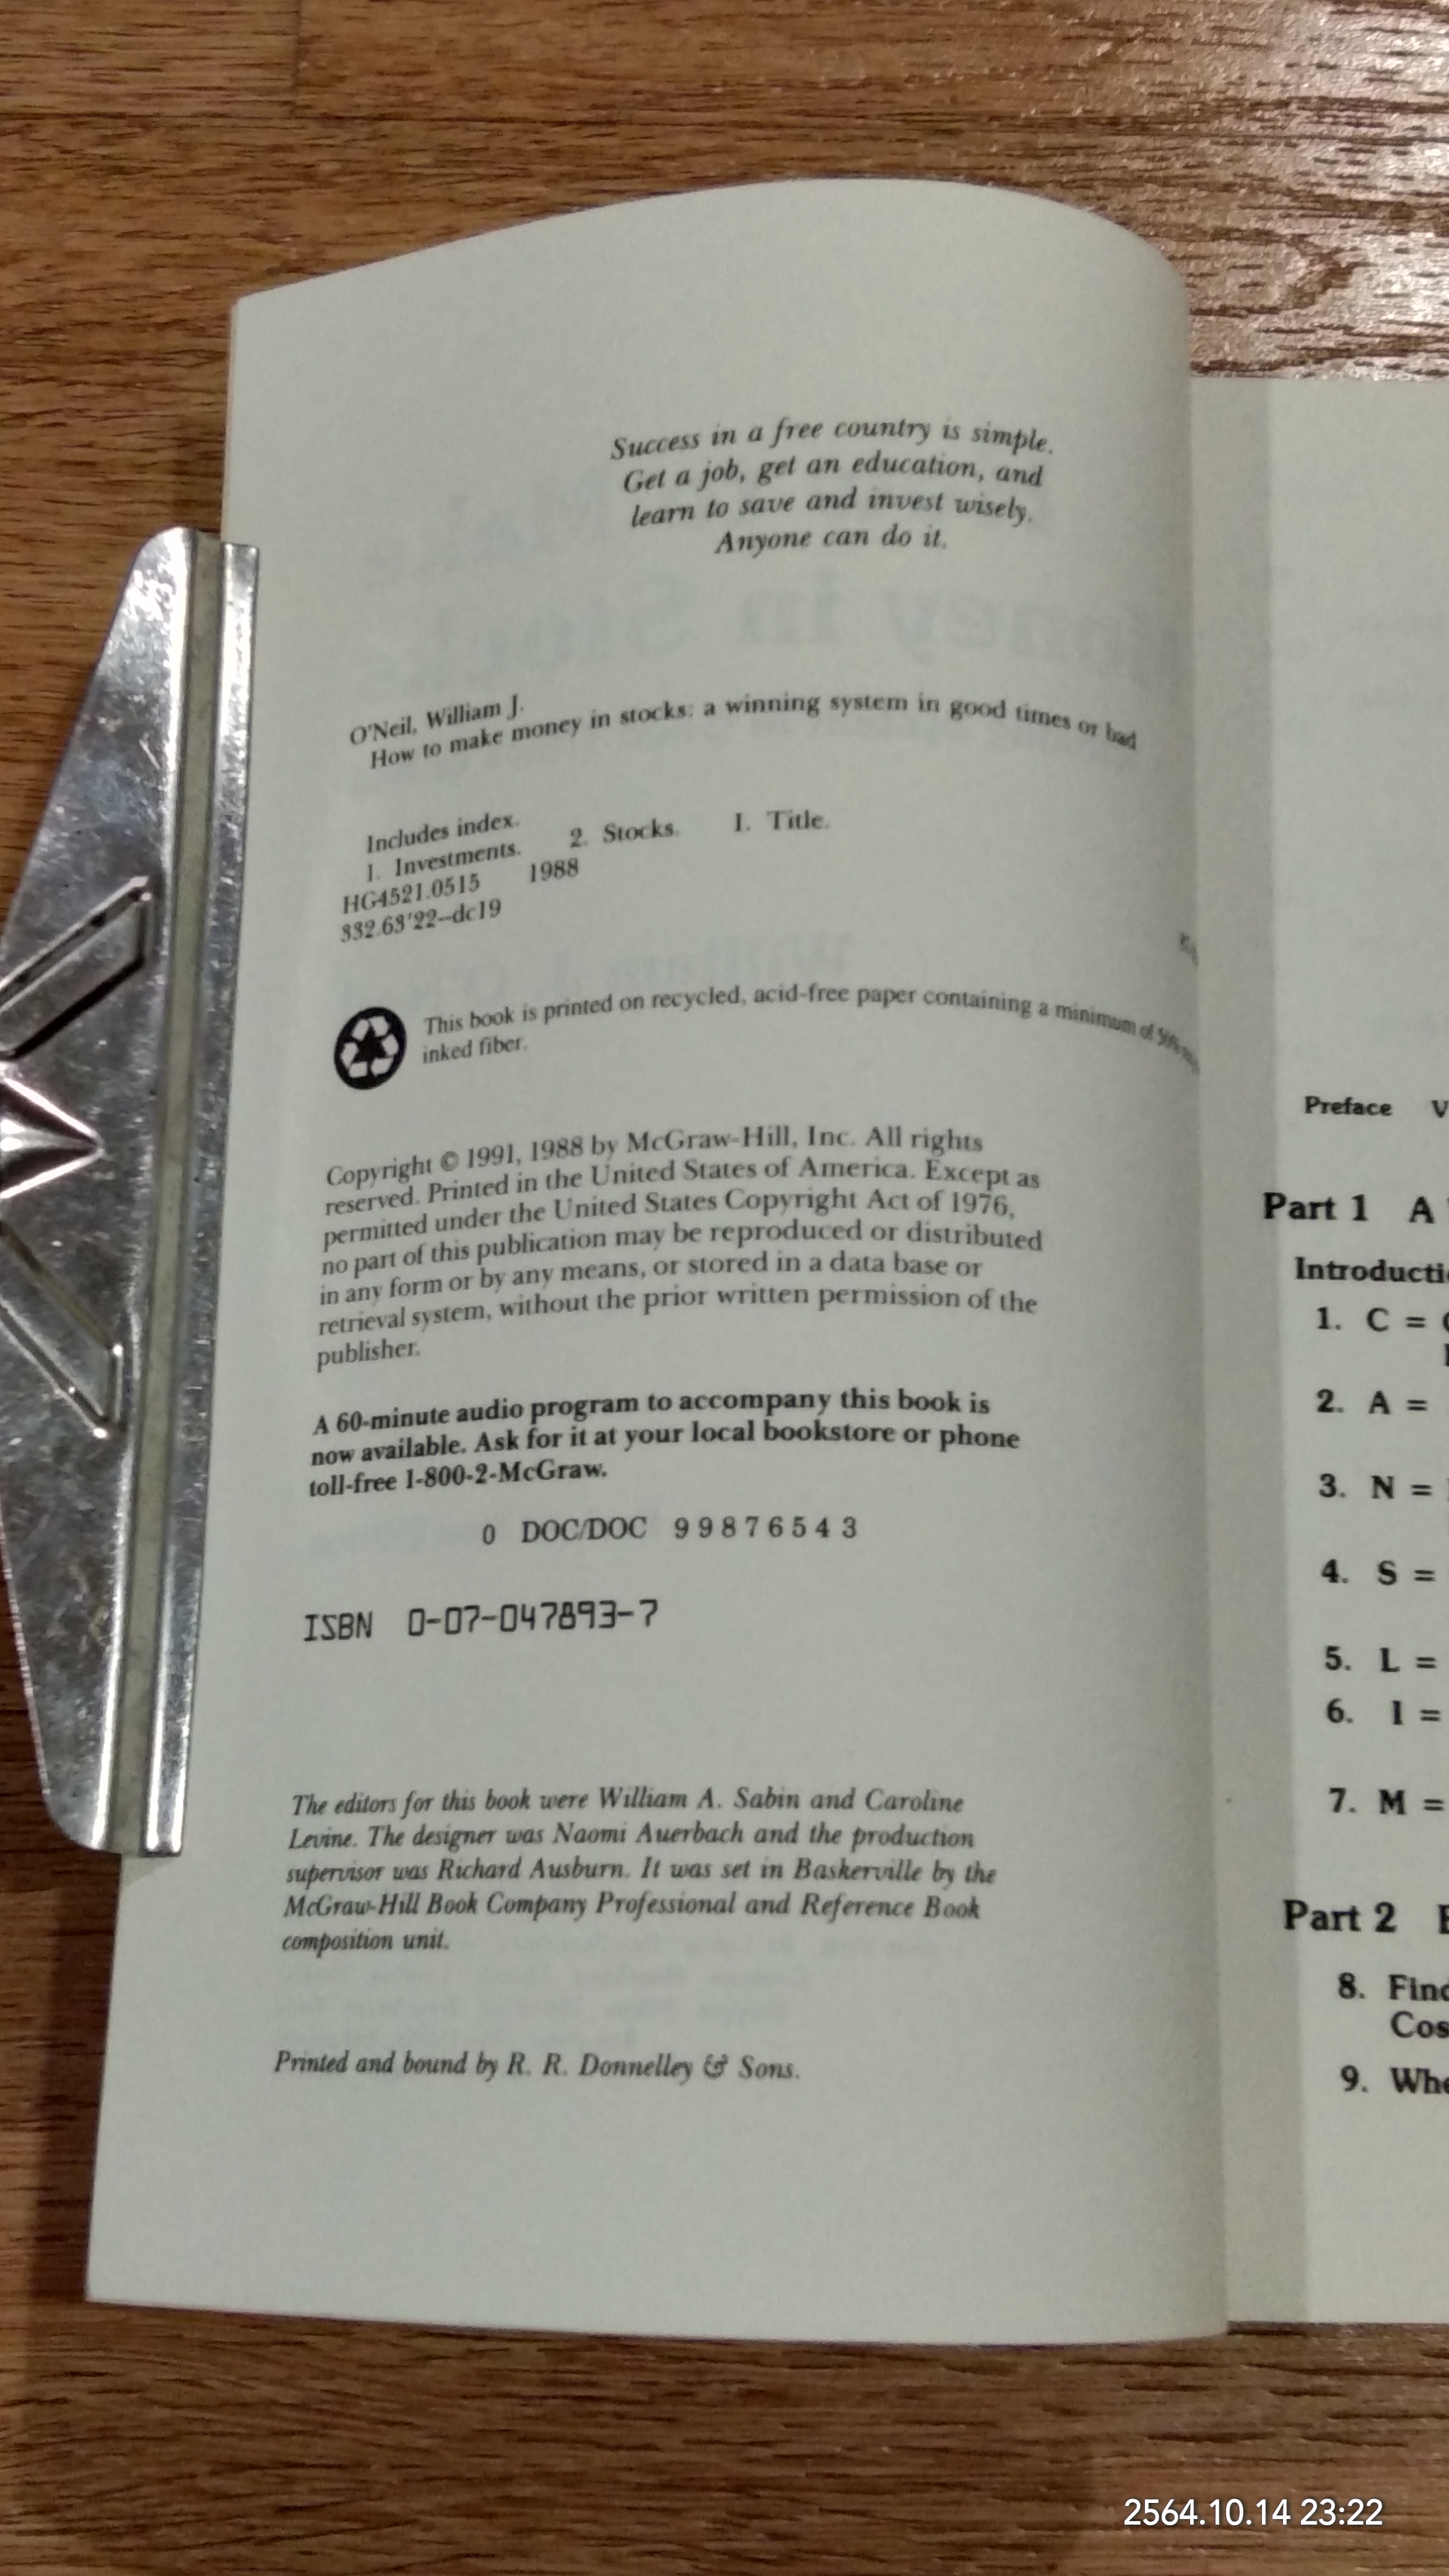 Success in a free country is simple.
Get a job, get an education, and
learn to save and invest wisely.
Anyone can do it.
O'Neil, William J.
How to make money in stocks: a winning system in good times or bad
Includes index.
1. Investments. 2. Stocks. I. Title.
HG4521.0515 1988
332.63'22–dc19
This book is printed on recycled, acid-free paper containing a minimum of 50%
inked fiber.
Copyright © 1991, 1988 by McGraw-Hill, Inc. All rights
reserved. Printed in the United States of America. Except as
permitted under the United States Copyright Act of 1976,
no part of this publication may be reproduced or distributed
in any form or by any means, or stored in a data base or
retrieval system, without the prior written permission of the
publisher.
A 60-minute audio program to accompany this book is
now available. Ask for it at your local bookstore or phone
toll-free 1-800-2-McGraw.
0 DOC/DOC 9 9 8 7 6 5 4 3
ISBN 0-07-047893-7
The editors for this book were William A. Sabin and Caroline
Levine. The designer was Naomi Auerbach and the production
supervisor was Richard Ausburn. It was set in Baskerville by the
McGraw-Hill Book Company Professional and Reference Book
composition unit.
Printed and bound by R. R. Donnelley & Sons.
Preface V
Part 1 A
Introducti
1. C =
2. A =
3. N =
4. S =
5. L =
6. I =
7. M =
Part 2
8. Find
Cos
9. Whe
2564.10.14 23:22